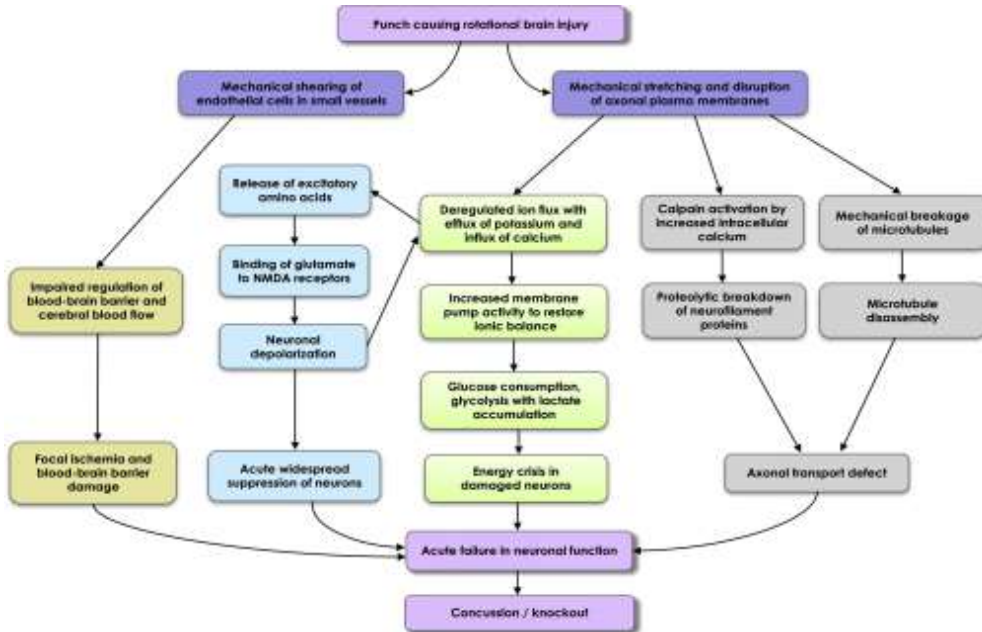 Punch causing rotational brain injury
Mechanical shearing of
endothelial cells in small vessels
Mechanical stretching and disruption
of axonal plasma membranes
Release of excitatory
amino acids
Deregulated ion flux with
efflux of potassium and
influx of calcium
Calpain activation by
increased intracellular
calcium
Mechanical breakage
of microtubules
Impaired regulation of
blood-brain barrier and
cerebral blood flow
Binding of glutamate
to NMDA receptors
Increased membrane
pump activity to restore
ionic balance
Proteolytic breakdown
of neurofilament
proteins
Microtubule
disassembly
Neuronal
depolarization
Glucose consumption,
glycolysis with lactate
accumulation
Focal ischemia and
blood-brain barrier
damage
Acute widespread
suppression of neurons
Energy crisis in
damaged neurons
Axonal transport defect
Acute failure in neuronal function
Concussion / knockout